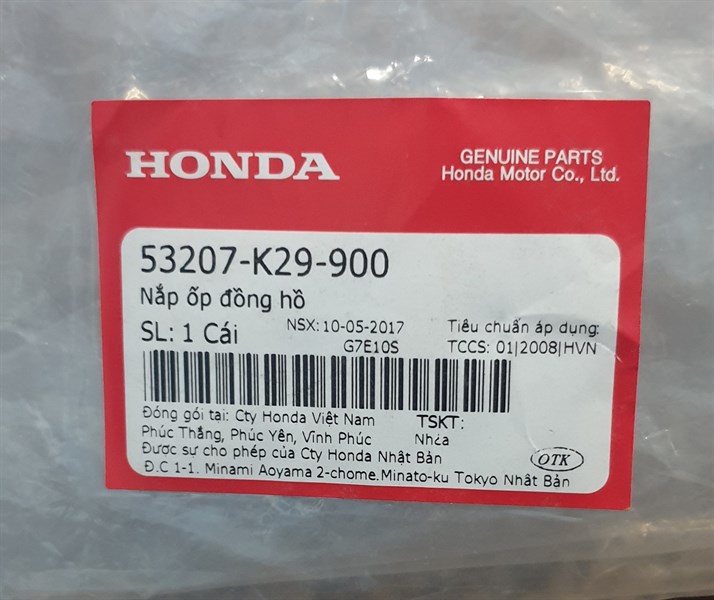 HONDA
GENUINE PARTS
Honda Motor Co., Ltd.
53207-K29-900
Nắp ốp đồng hồ
SL: 1 Cái
NSX: 10-05-2017
G7E10S
Tiêu chuẩn áp dụng:
TCCS: 01|2008|HVN
Đóng gói tại: Cty Honda Việt Nam
Phúc Thắng, Phúc Yên, Vĩnh Phúc
TSKT:
Nhựa
Được sự cho phép của Cty Honda Nhật Bản
Đ.C 1-1. Minami Aoyama 2-chome.Minato-ku Tokyo Nhât Bản
OTK